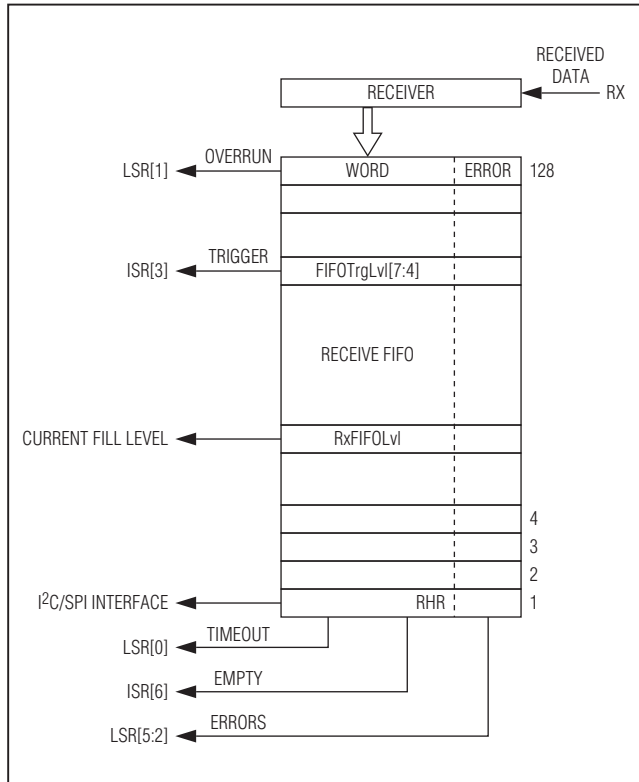 RECEIVED
DATA
RECEIVER
RX
OVERRUN
LSR[1]
WORD
ERROR
128
TRIGGER
ISR[3]
FIFOTrgLvl[7:4]
RECEIVE FIFO
CURRENT FILL LEVEL
RxFIFOLvl
4
3
2
I²C/SPI INTERFACE
RHR
1
TIMEOUT
LSR[0]
EMPTY
ISR[6]
ERRORS
LSR[5:2]